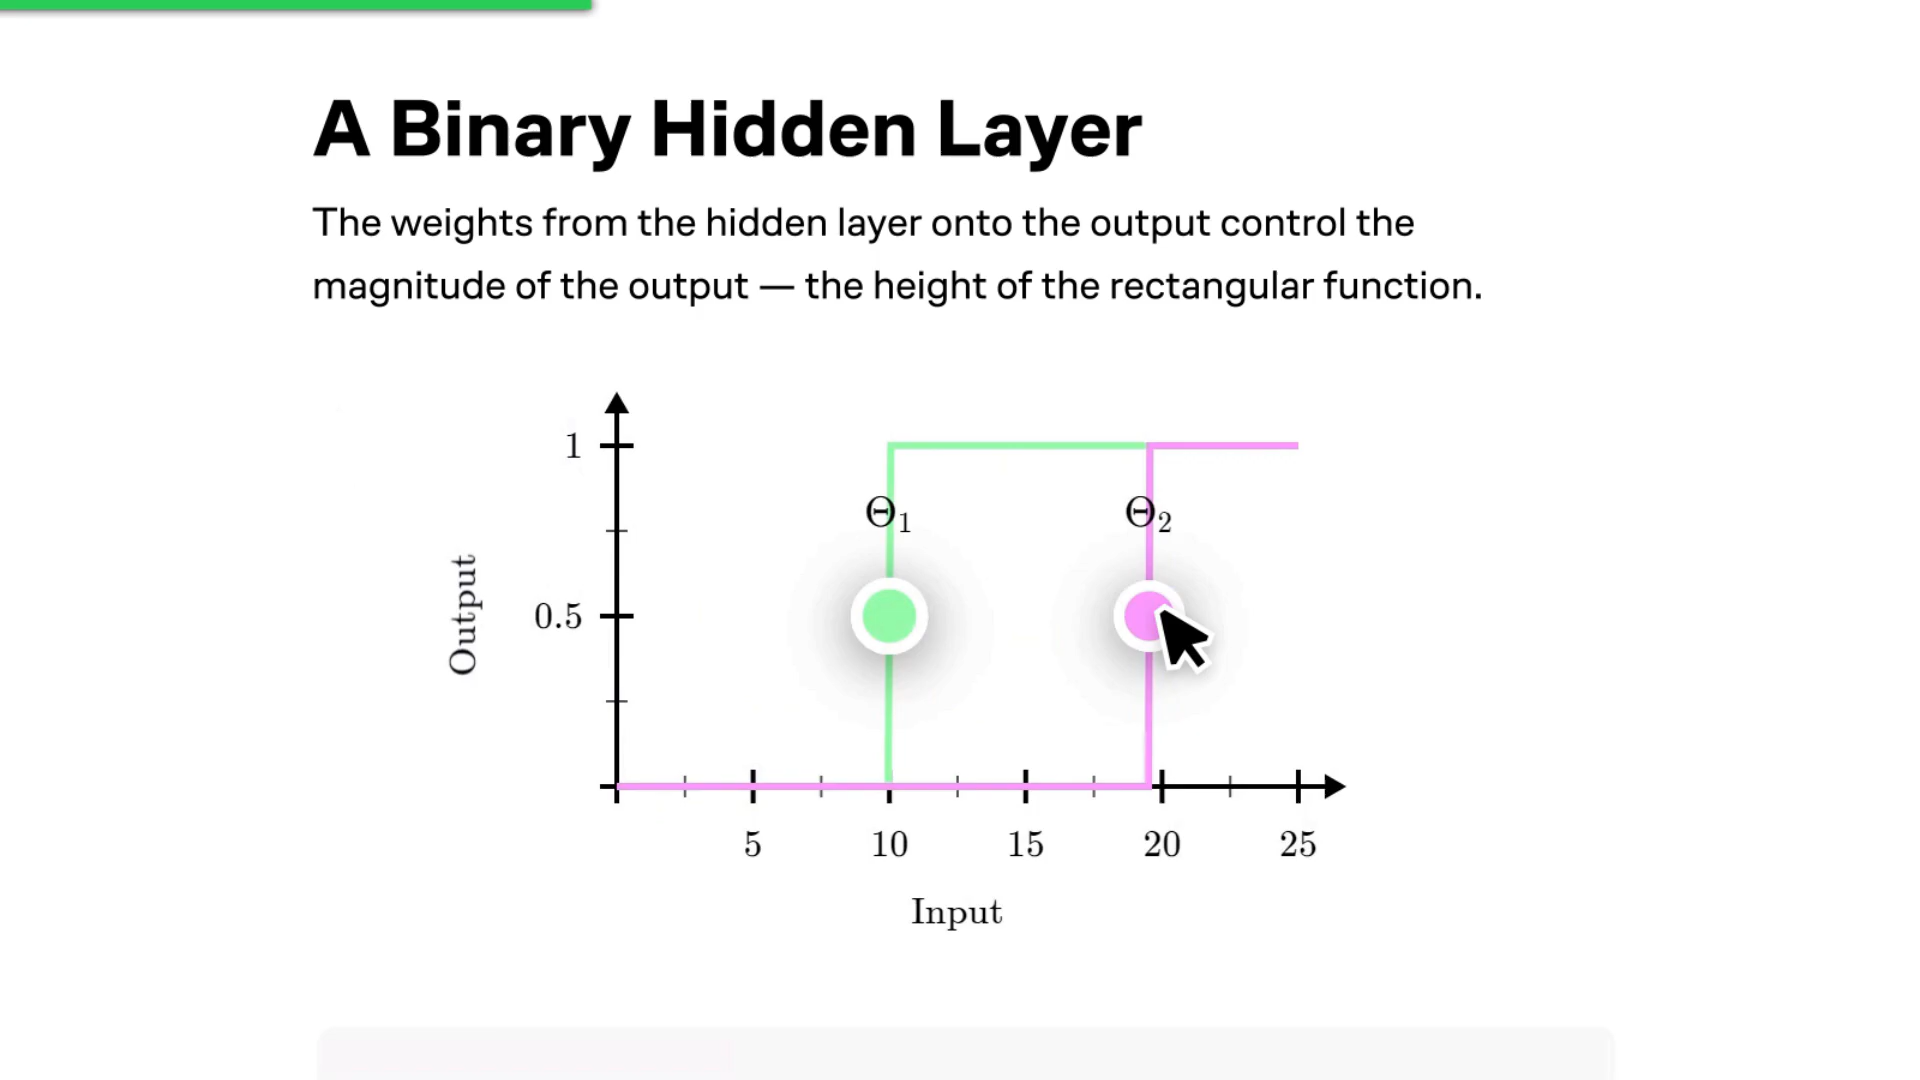 A Binary Hidden Layer
The weights from the hidden layer onto the output control the
magnitude of the output — the height of the rectangular function.
1
Θ₁
Θ₂
0.5
Output
5
10
15
20
25
Input